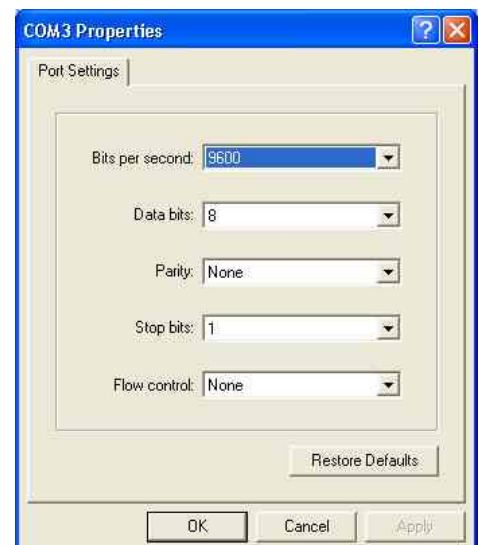 COM3 Properties
Port Settings
Bits per second: 9600
Data bits: 8
Parity: None
Stop bits: 1
Flow control: None
Restore Defaults
OK Cancel Apply